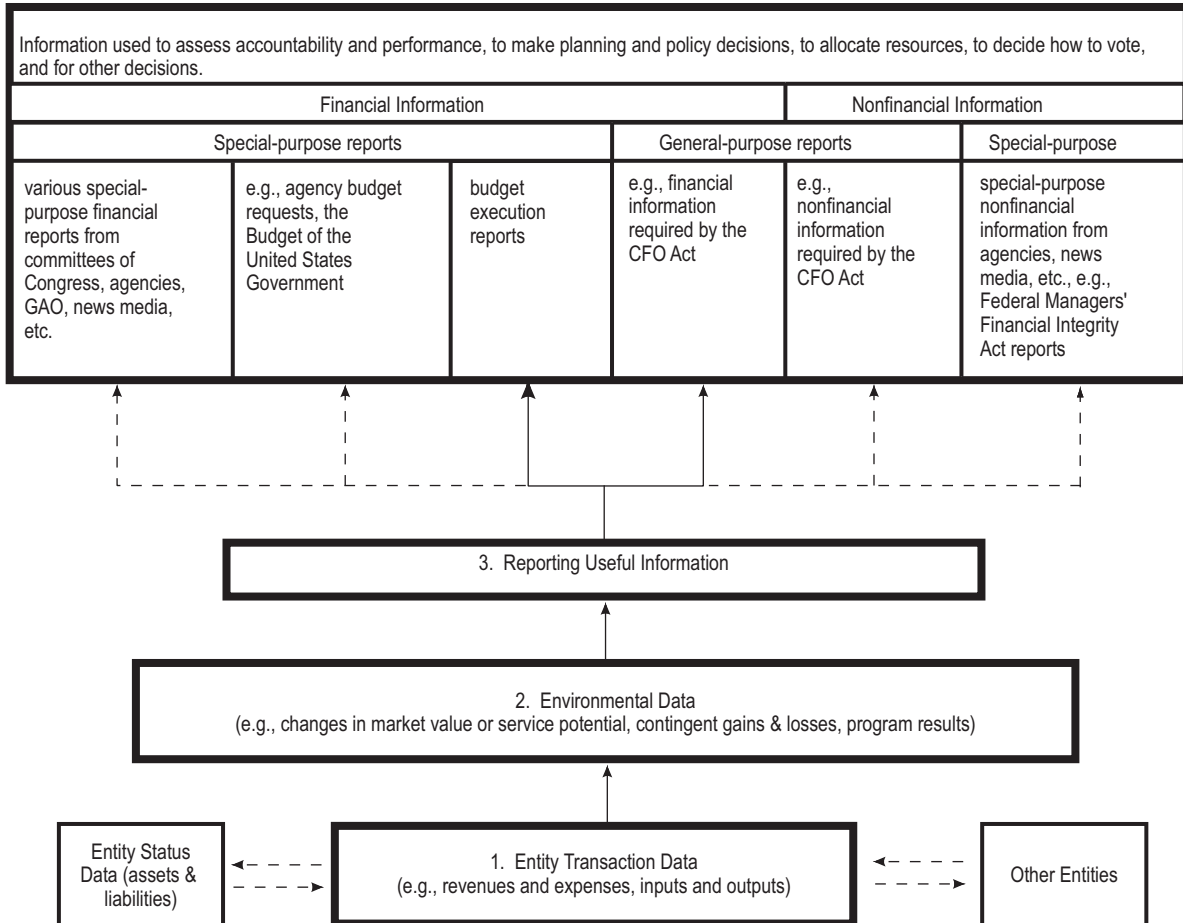 Information used to assess accountability and performance, to make planning and policy decisions, to allocate resources, to decide how to vote,
and for other decisions.
Financial Information
Nonfinancial Information
Special-purpose reports
General-purpose reports
Special-purpose
various special-
purpose financial
reports from
committees of
Congress, agencies,
GAO, news media,
etc.
e.g., agency budget
requests, the
Budget of the
United States
Government
budget
execution
reports
e.g., financial
information
required by the
CFO Act
e.g.,
nonfinancial
information
required by the
CFO Act
special-purpose
nonfinancial
information from
agencies, news
media, etc., e.g.,
Federal Managers'
Financial Integrity
Act reports
3. Reporting Useful Information
2. Environmental Data
(e.g., changes in market value or service potential, contingent gains & losses, program results)
Entity Status
Data (assets &
liabilities)
1. Entity Transaction Data
(e.g., revenues and expenses, inputs and outputs)
Other Entities